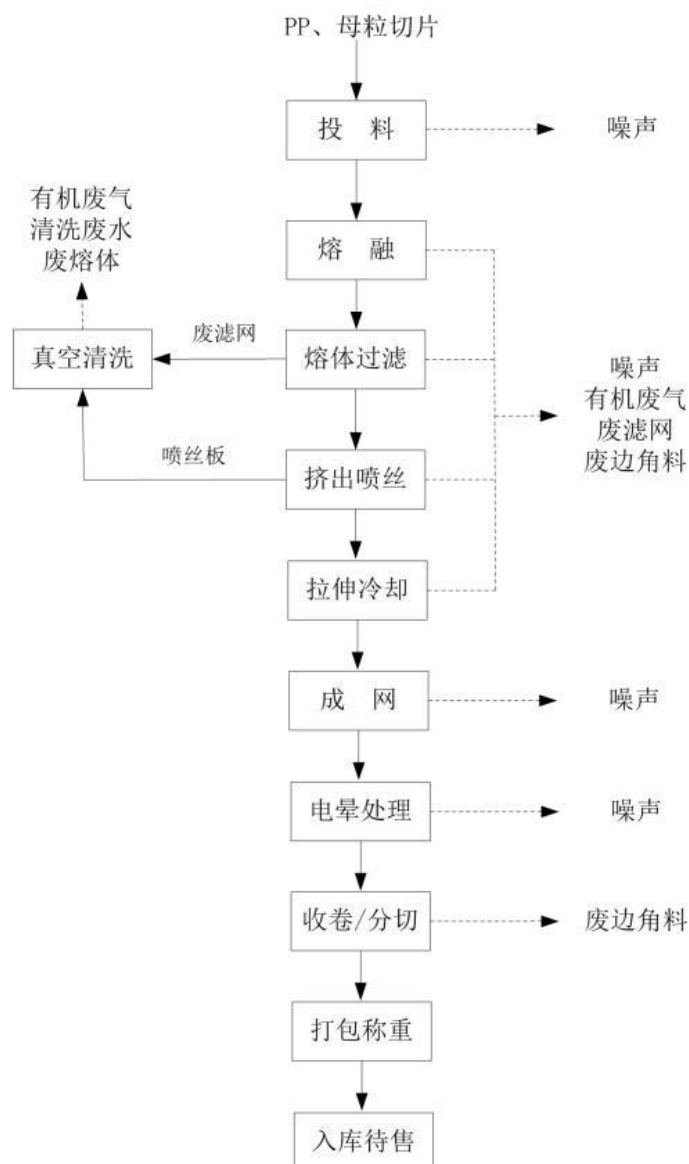 PP、母粒切片
投 料
噪声
有机废气
清洗废水
废熔体
熔 融
真空清洗
废滤网
熔体过滤
噪声
有机废气
废滤网
废边角料
喷丝板
挤出喷丝
拉伸冷却
成 网
噪声
电晕处理
噪声
收卷/分切
废边角料
打包称重
入库待售